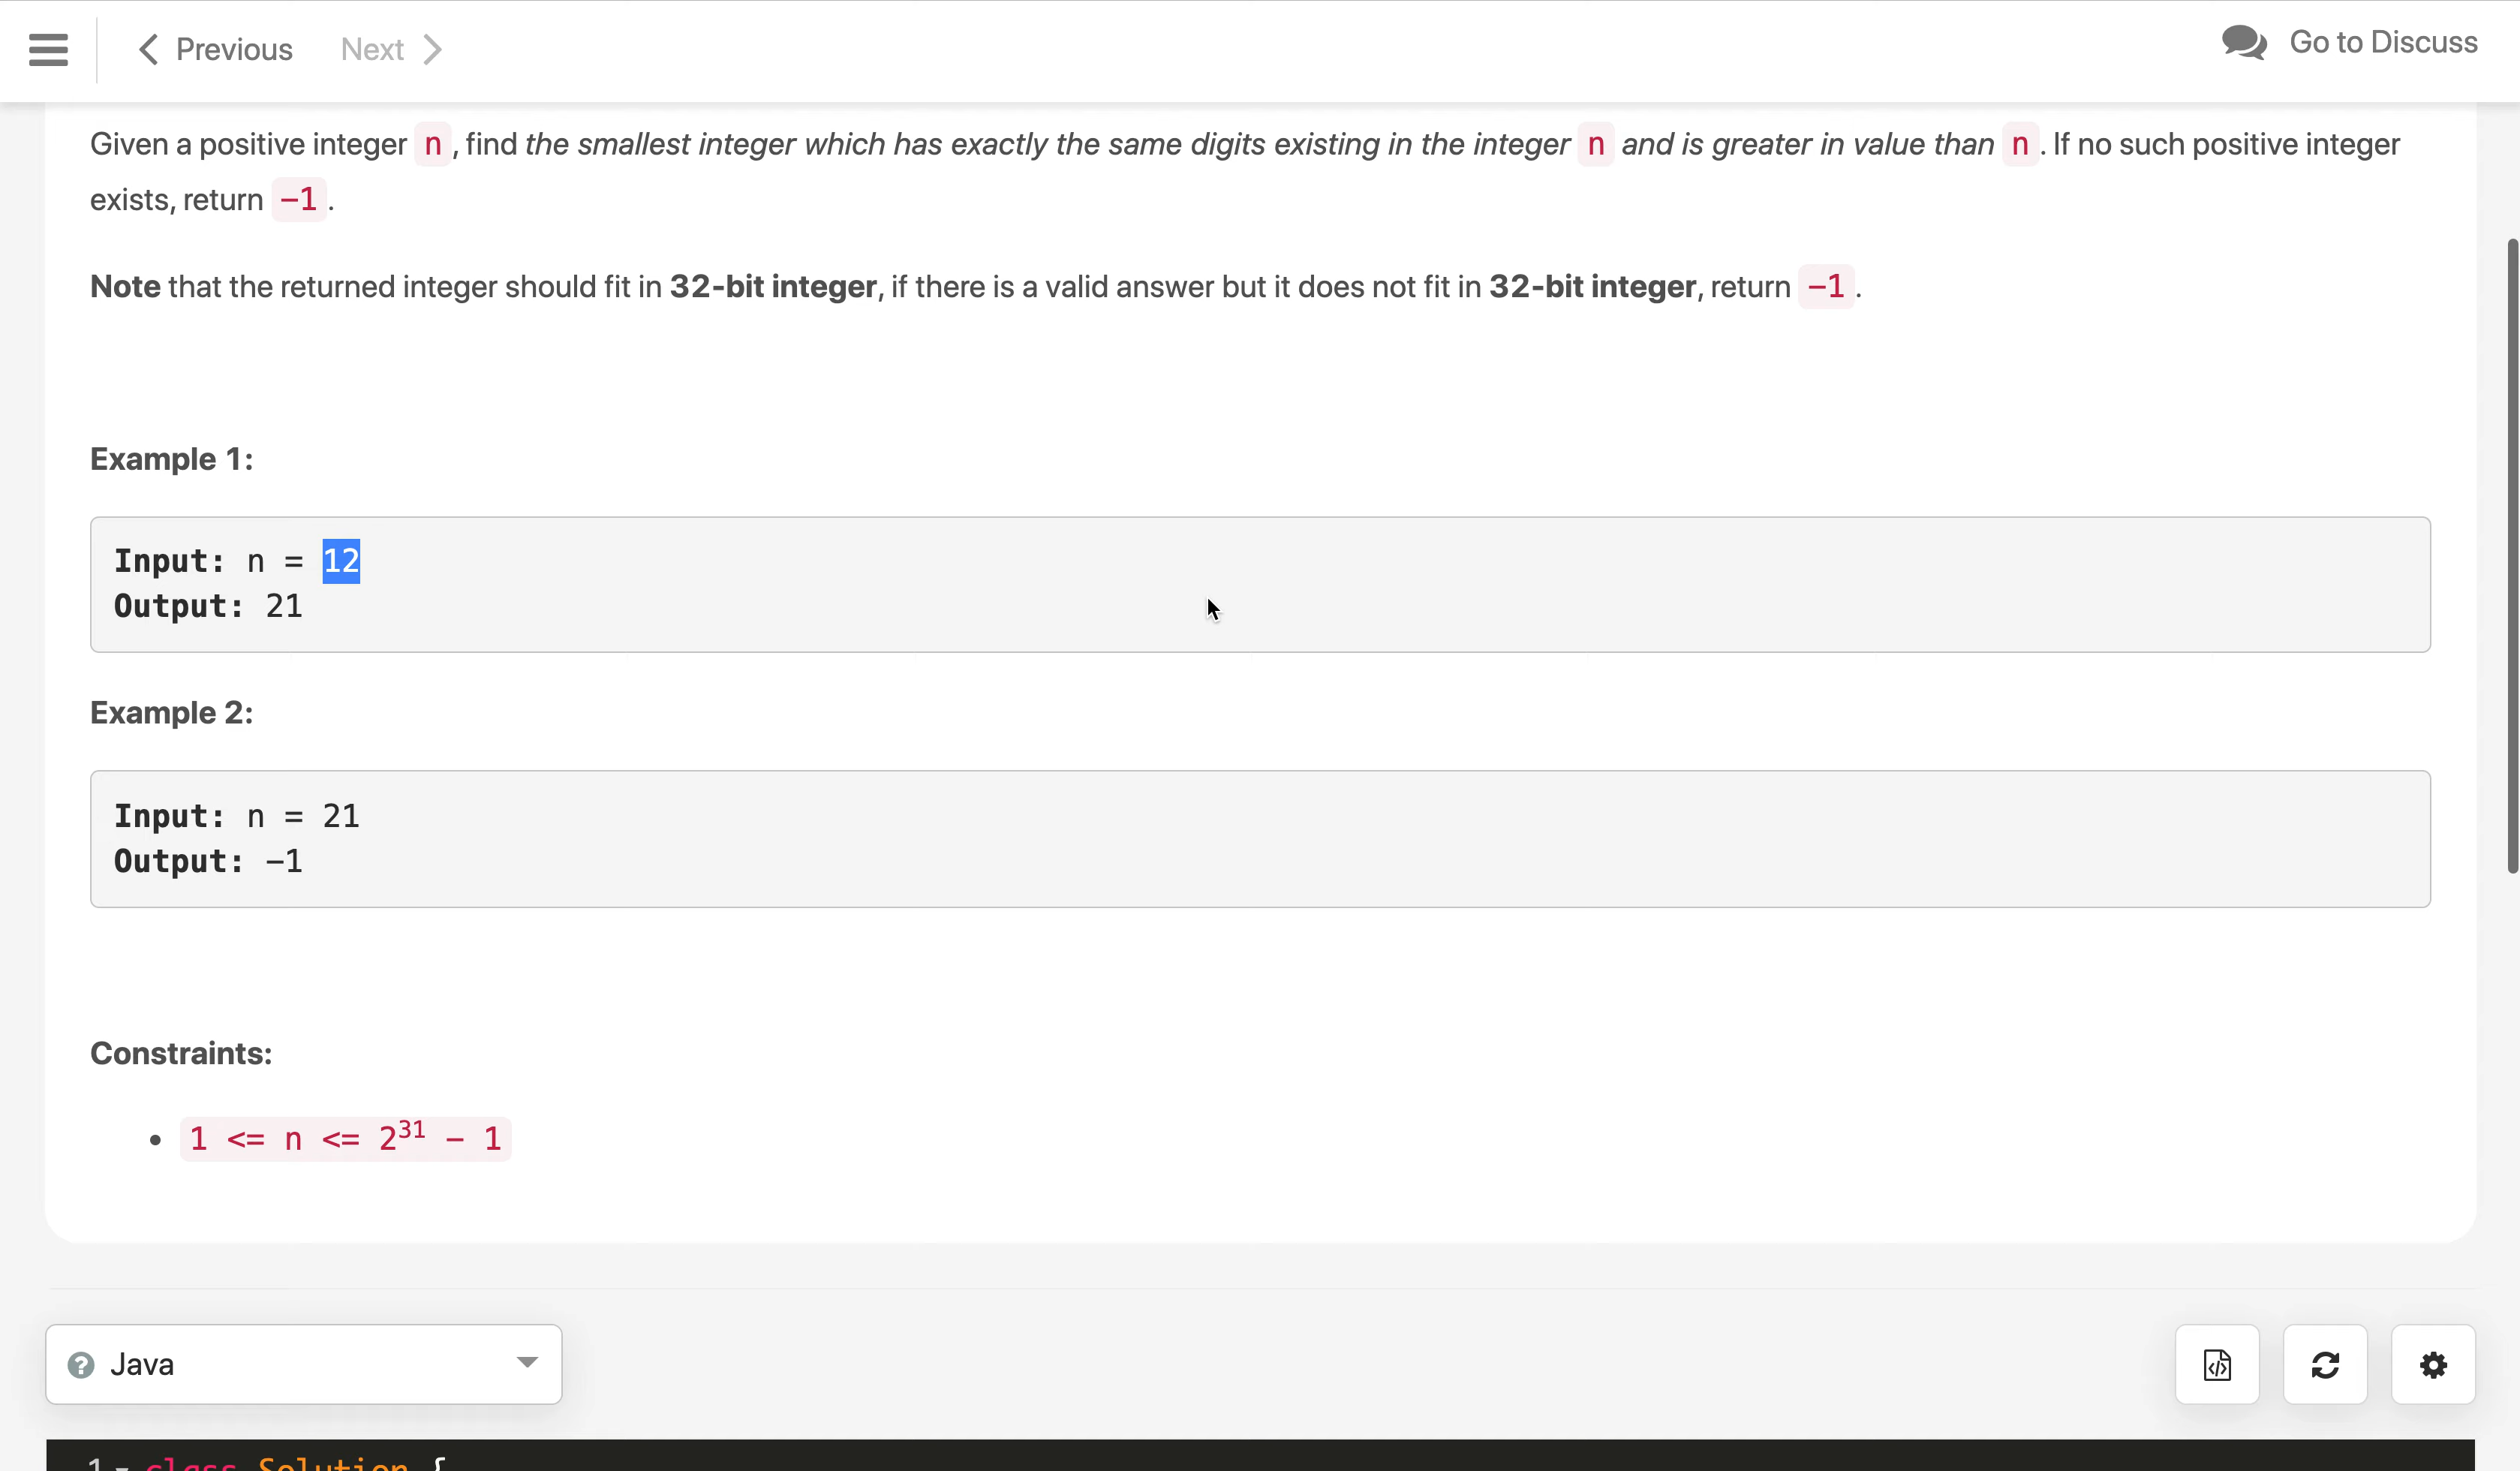 Previous Next Go to Discuss
Given a positive integer n, find the smallest integer which has exactly the same digits existing in the integer n and is greater in value than n. If no such positive integer
exists, return -1.
Note that the returned integer should fit in 32-bit integer, if there is a valid answer but it does not fit in 32-bit integer, return -1.
Example 1:
Input: n = 12
Output: 21
Example 2:
Input: n = 21
Output: -1
Constraints:
• 1 <= n <= 2³¹ - 1
Java
1 class Solution {